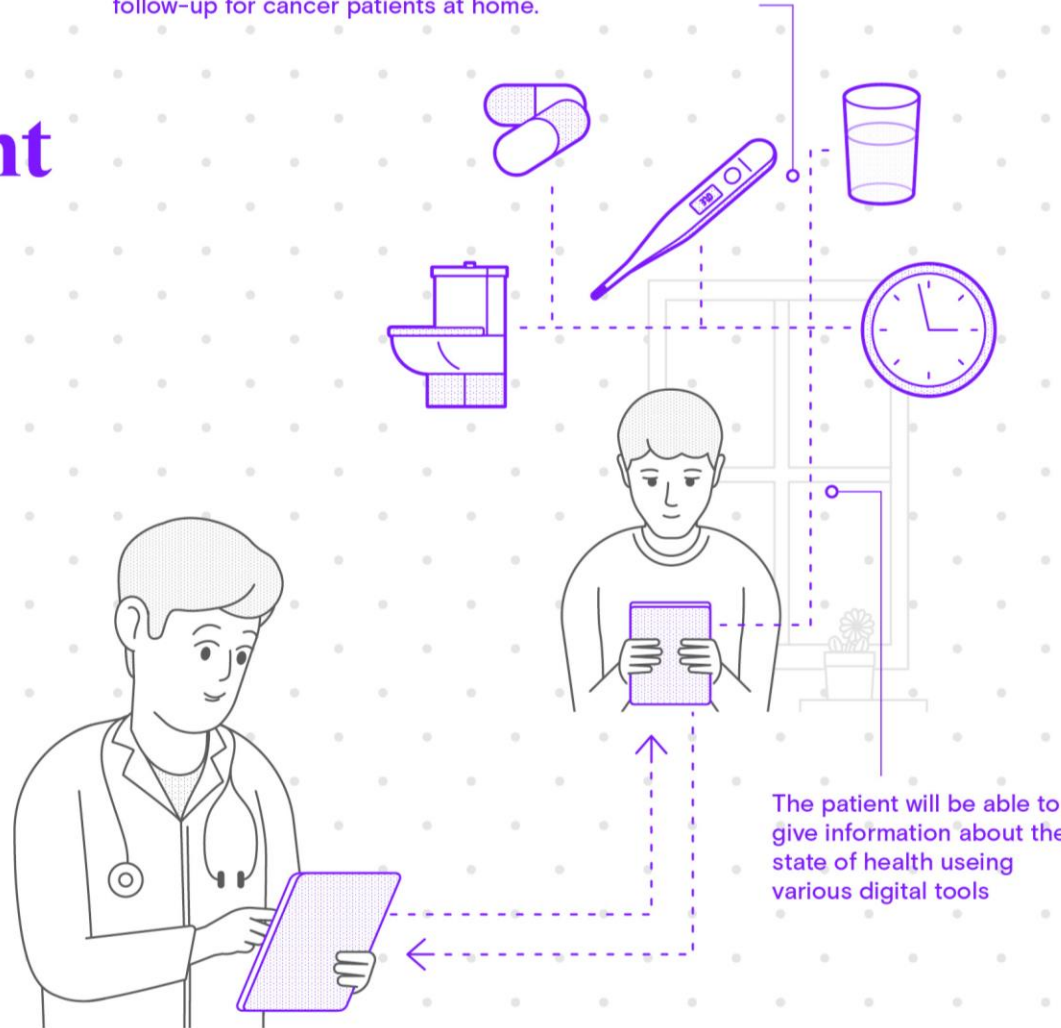 follow-up for cancer patients at home.
nt
The patient will be able to
give information about the
state of health useing
various digital tools